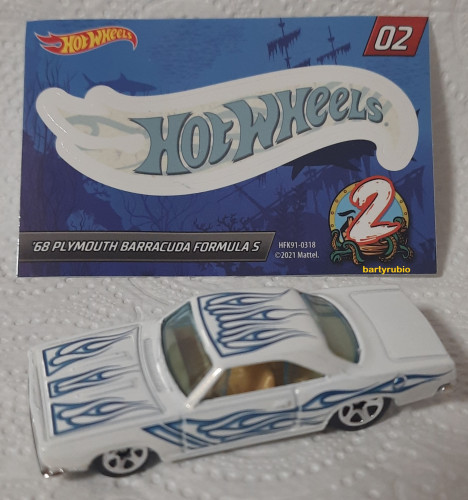 HOT WHEELS
02
HOT WHEELS
'68 PLYMOUTH BARRACUDA FORMULA S
HFK91-0318
©2021 Mattel.
2
bartyrubio